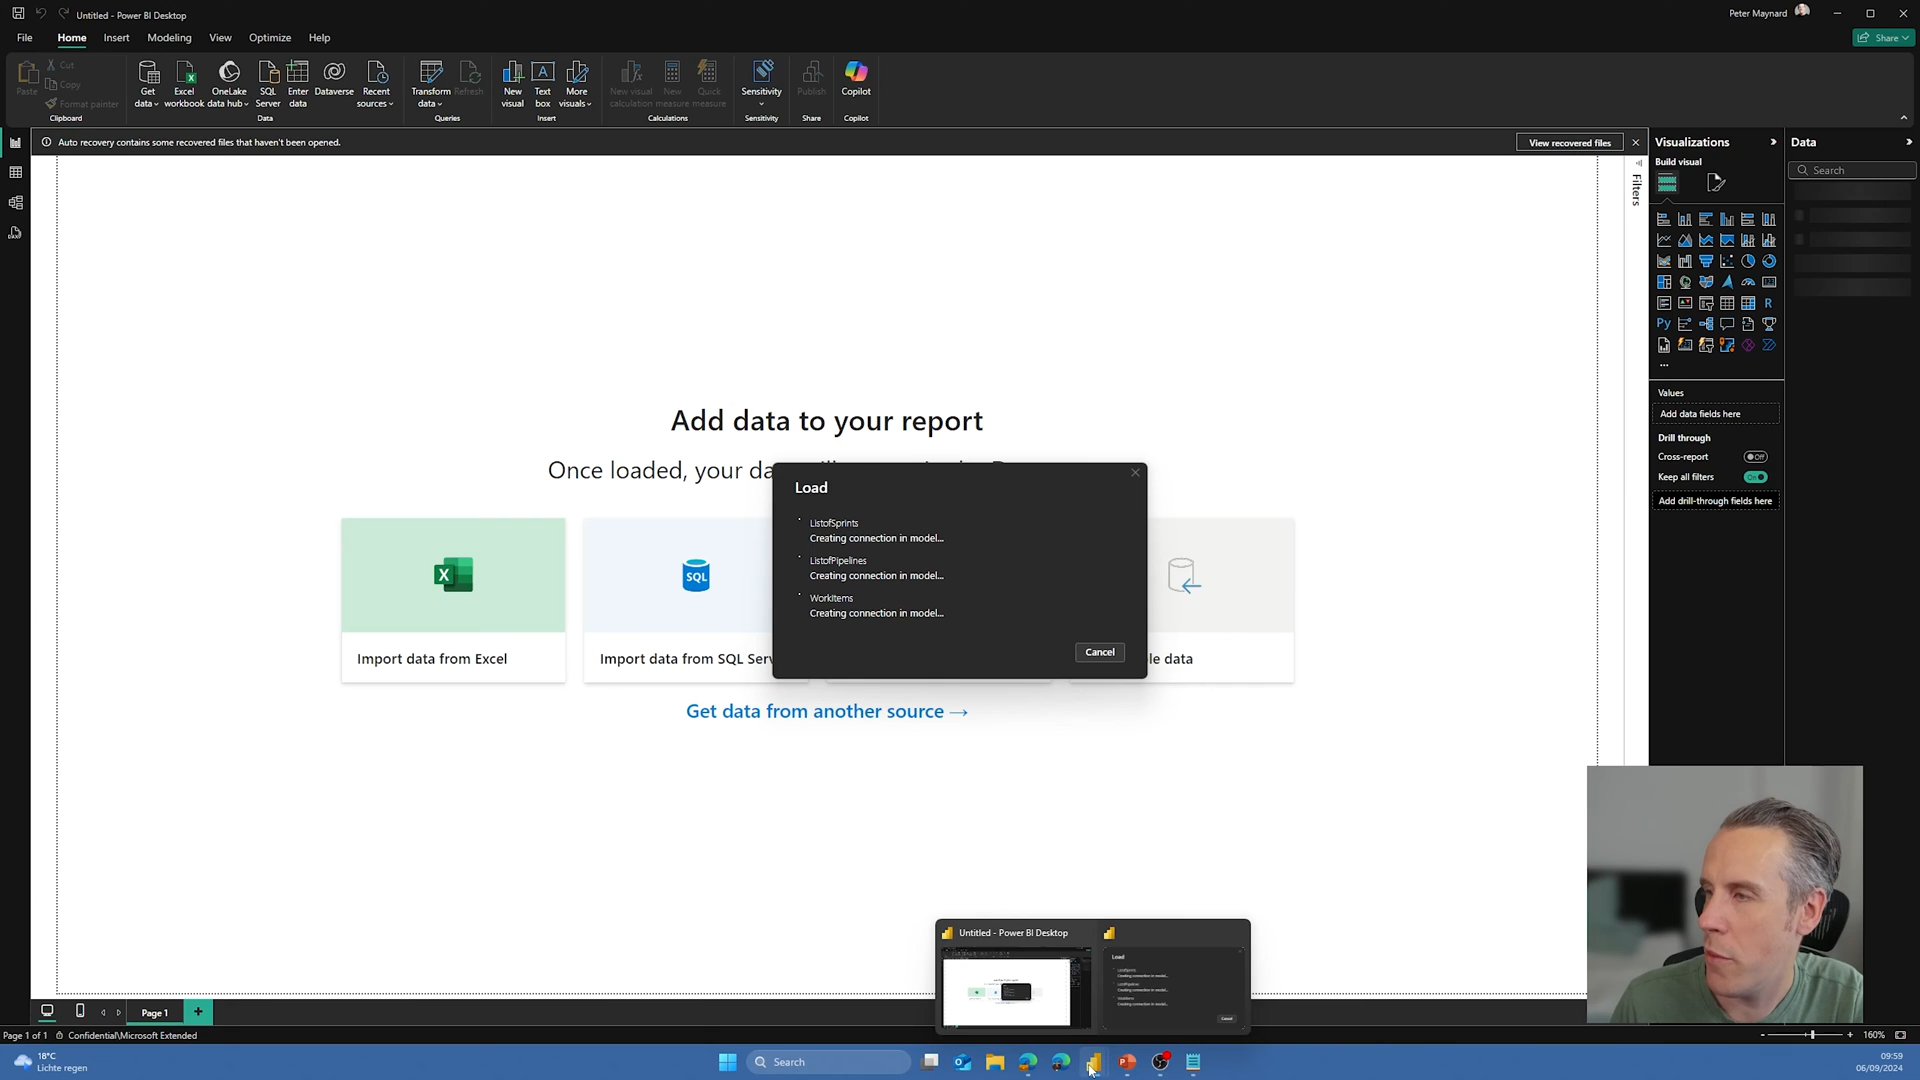 Untitled - Power BI Desktop
Peter Maynard
File Home Insert Modeling View Optimize Help
Share
Paste
Cut
Copy
Format painter
Clipboard
Get data
Excel workbook
OneLake data hub
SQL Server
Enter data
Dataverse
Recent sources
Data
Transform data
Refresh
Queries
New visual
Text box
More visuals
Insert
New visual calculation
New measure
Quick measure
Calculations
Sensitivity
Sensitivity
Publish
Share
Copilot
Copilot
Auto recovery contains some recovered files that haven't been opened.
View recovered files
Filters
Visualizations
Build visual
Values
Add data fields here
Drill through
Cross-report
Off
Keep all filters
On
Add drill-through fields here
Data
Search
Add data to your report
Once loaded, your da
Load
ListofSprints
Creating connection in model...
ListofPipelines
Creating connection in model...
WorkItems
Creating connection in model...
Cancel
Import data from Excel
SQL
Import data from SQL Serv
le data
Get data from another source →
Untitled - Power BI Desktop
Load
Cancel
Page 1
Page 1 of 1
Confidential\Microsoft Extended
160%
18°C
Lichte regen
Search
09:59
06/09/2024